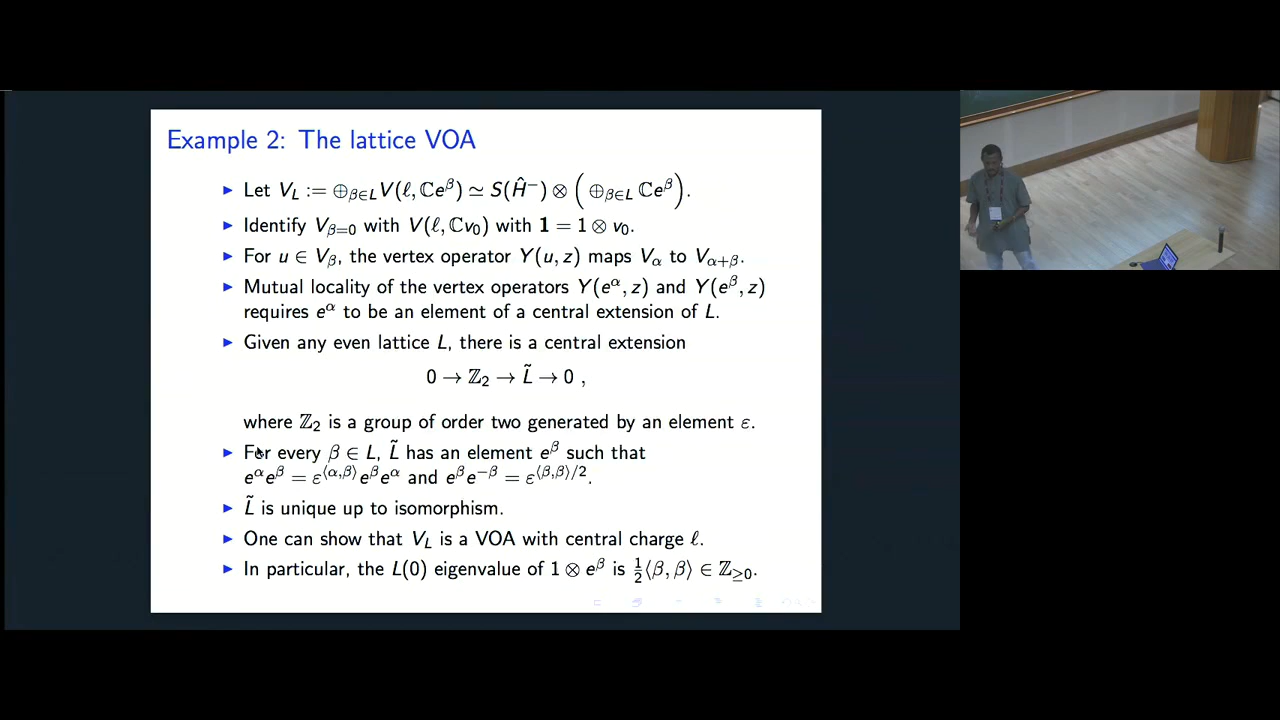 Example 2: The lattice VOA
▶ Let V_L := ⊕_{β∈L} V(ℓ, ℂe^β) ≃ S(Ĥ^−) ⊗ (⊕_{β∈L} ℂe^β).
▶ Identify V_{β=0} with V(ℓ, ℂv_0) with 𝟏 = 1 ⊗ v_0.
▶ For u ∈ V_β, the vertex operator Y(u, z) maps V_α to V_{α+β}.
▶ Mutual locality of the vertex operators Y(e^α, z) and Y(e^β, z)
requires e^α to be an element of a central extension of L.
▶ Given any even lattice L, there is a central extension
0 → ℤ_2 → L̃ → 0 ,
where ℤ_2 is a group of order two generated by an element ε.
▶ For every β ∈ L, L̃ has an element e^β such that
e^α e^β = ε^{⟨α,β⟩} e^β e^α and e^β e^{−β} = ε^{⟨β,β⟩/2}.
▶ L̃ is unique up to isomorphism.
▶ One can show that V_L is a VOA with central charge ℓ.
▶ In particular, the L(0) eigenvalue of 1 ⊗ e^β is ½⟨β, β⟩ ∈ ℤ_{≥0}.